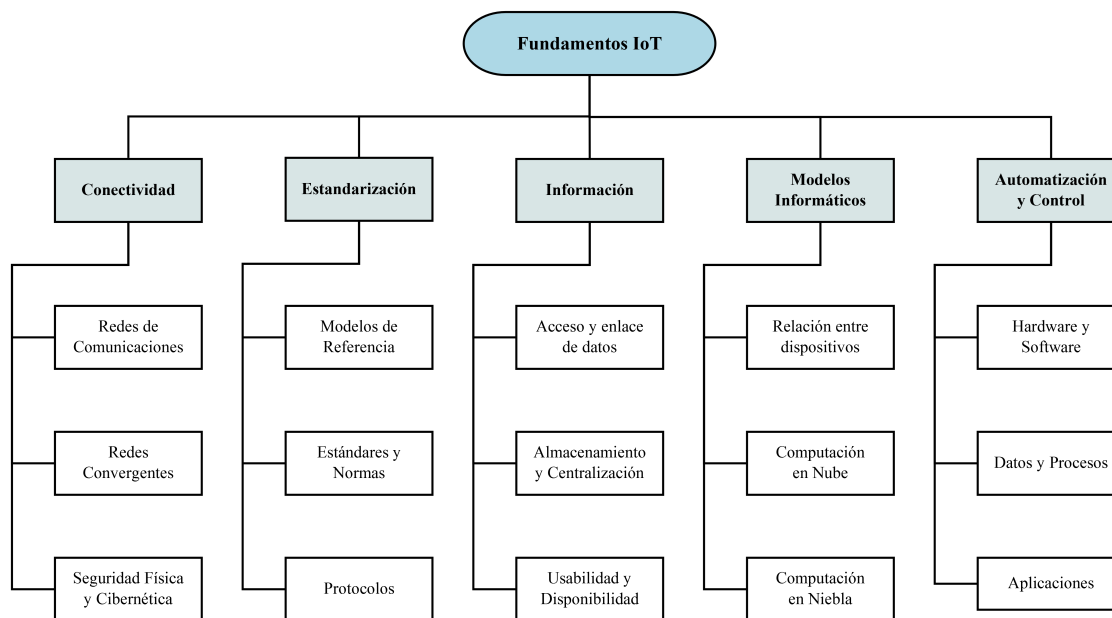 Fundamentos IoT
Conectividad
Redes de
Comunicaciones
Redes
Convergentes
Seguridad Física
y Cibernética
Estandarización
Modelos de
Referencia
Estándares y
Normas
Protocolos
Información
Acceso y enlace
de datos
Almacenamiento
y Centralización
Usabilidad y
Disponibilidad
Modelos
Informáticos
Relación entre
dispositivos
Computación
en Nube
Computación
en Niebla
Automatización
y Control
Hardware y
Software
Datos y Procesos
Aplicaciones